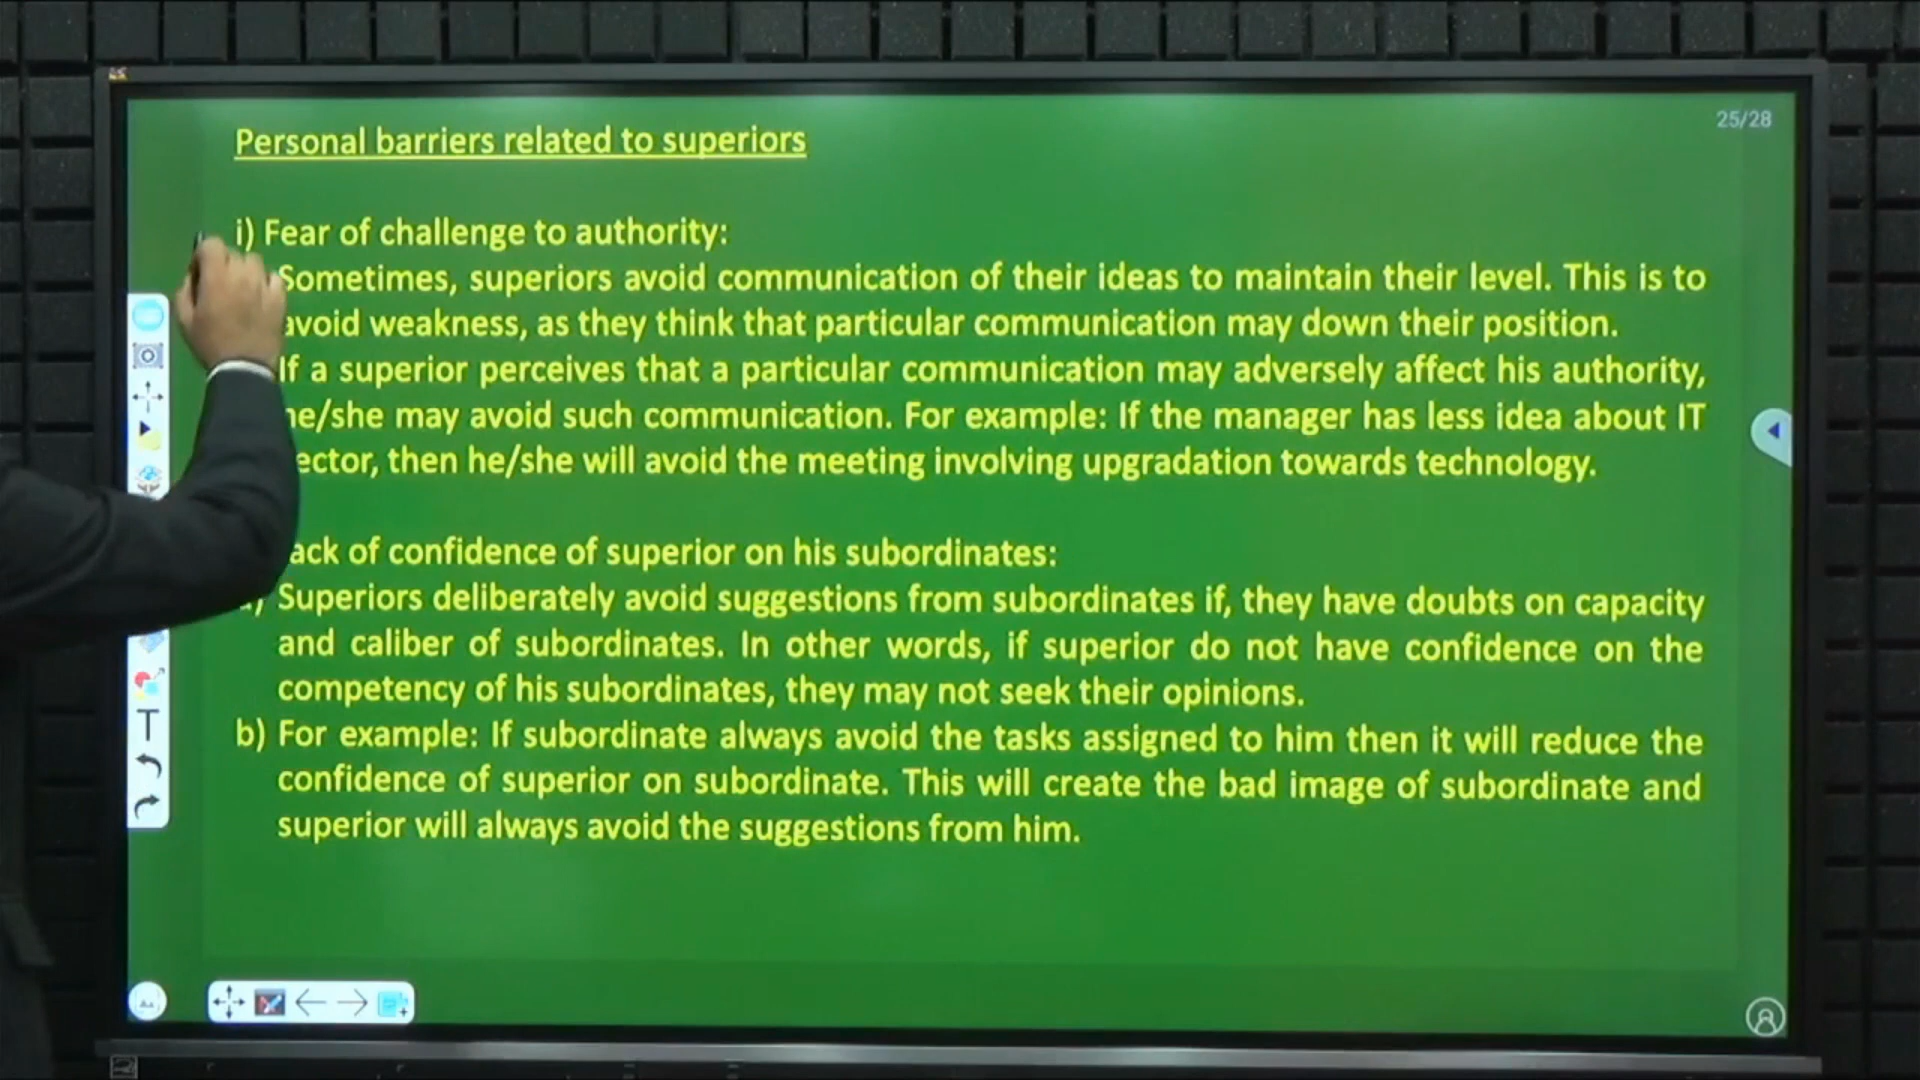 25/28
Personal barriers related to superiors
i) Fear of challenge to authority:
Sometimes, superiors avoid communication of their ideas to maintain their level. This is to
avoid weakness, as they think that particular communication may down their position.
If a superior perceives that a particular communication may adversely affect his authority,
he/she may avoid such communication. For example: If the manager has less idea about IT
ector, then he/she will avoid the meeting involving upgradation towards technology.
ack of confidence of superior on his subordinates:
Superiors deliberately avoid suggestions from subordinates if, they have doubts on capacity
and caliber of subordinates. In other words, if superior do not have confidence on the
competency of his subordinates, they may not seek their opinions.
b) For example: If subordinate always avoid the tasks assigned to him then it will reduce the
confidence of superior on subordinate. This will create the bad image of subordinate and
superior will always avoid the suggestions from him.
T